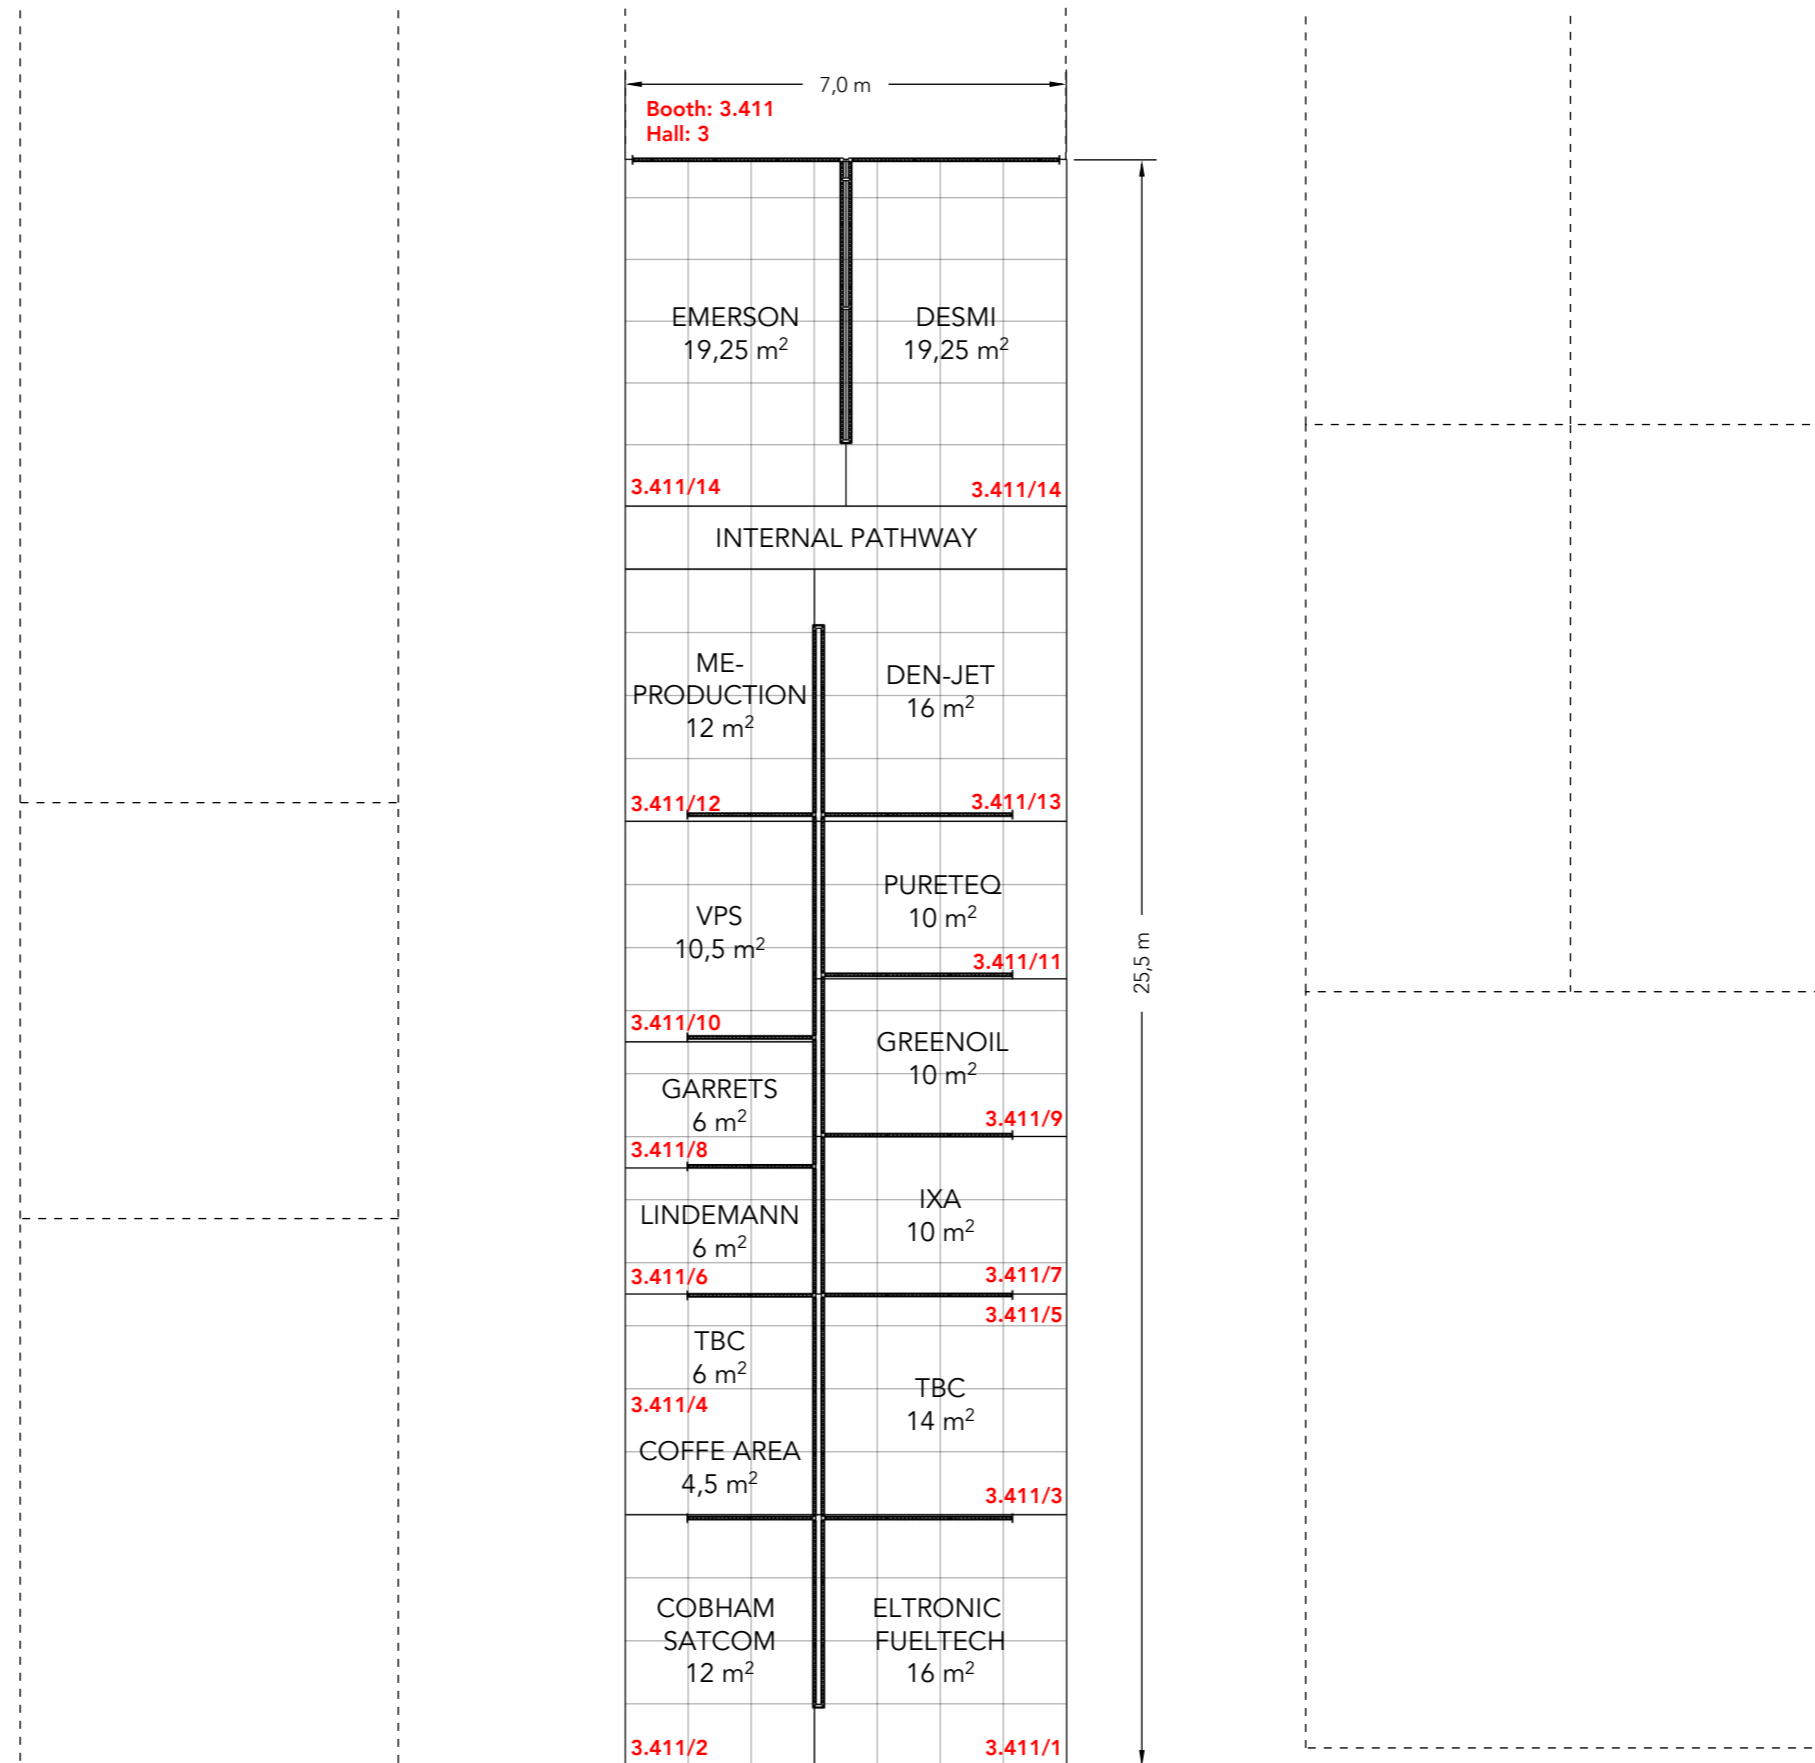 7,0 m
Booth: 3.411
Hall: 3
EMERSON
19,25 m²
DESMI
19,25 m²
3.411/14
3.411/14
INTERNAL PATHWAY
ME-
PRODUCTION
12 m²
DEN-JET
16 m²
3.411/12
3.411/13
VPS
10,5 m²
PURETEQ
10 m²
3.411/11
25,5 m
3.411/10
GREENOIL
10 m²
GARRETS
6 m²
3.411/9
3.411/8
LINDEMANN
6 m²
IXA
10 m²
3.411/6
3.411/7
3.411/5
TBC
6 m²
3.411/4
TBC
14 m²
COFFE AREA
4,5 m²
3.411/3
COBHAM
SATCOM
12 m²
ELTRONIC
FUELTECH
16 m²
3.411/2
3.411/1